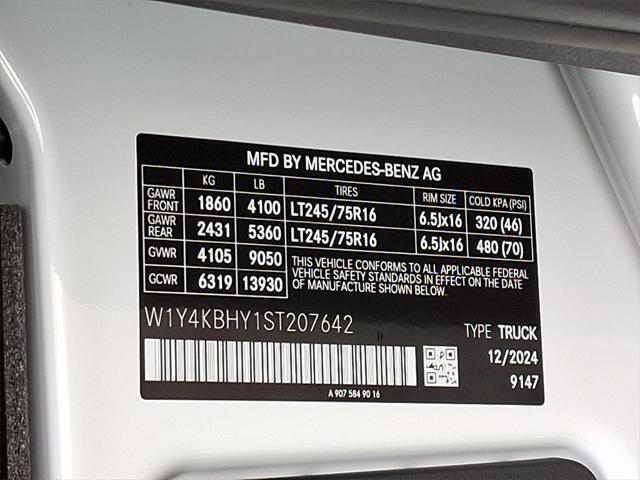 MFD BY MERCEDES-BENZ AG
KG LB TIRES RIM SIZE COLD KPA (PSI)
GAWR FRONT 1860 4100 LT245/75R16 6.5Jx16 320 (46)
GAWR REAR 2431 5360 LT245/75R16 6.5Jx16 480 (70)
GVWR 4105 9050
GCWR 6319 13930
THIS VEHICLE CONFORMS TO ALL APPLICABLE FEDERAL
VEHICLE SAFETY STANDARDS IN EFFECT ON THE DATE
OF MANUFACTURE SHOWN BELOW.
W1Y4KBHY1ST207642
TYPE TRUCK
12/2024
9147
A 907 584 90 16